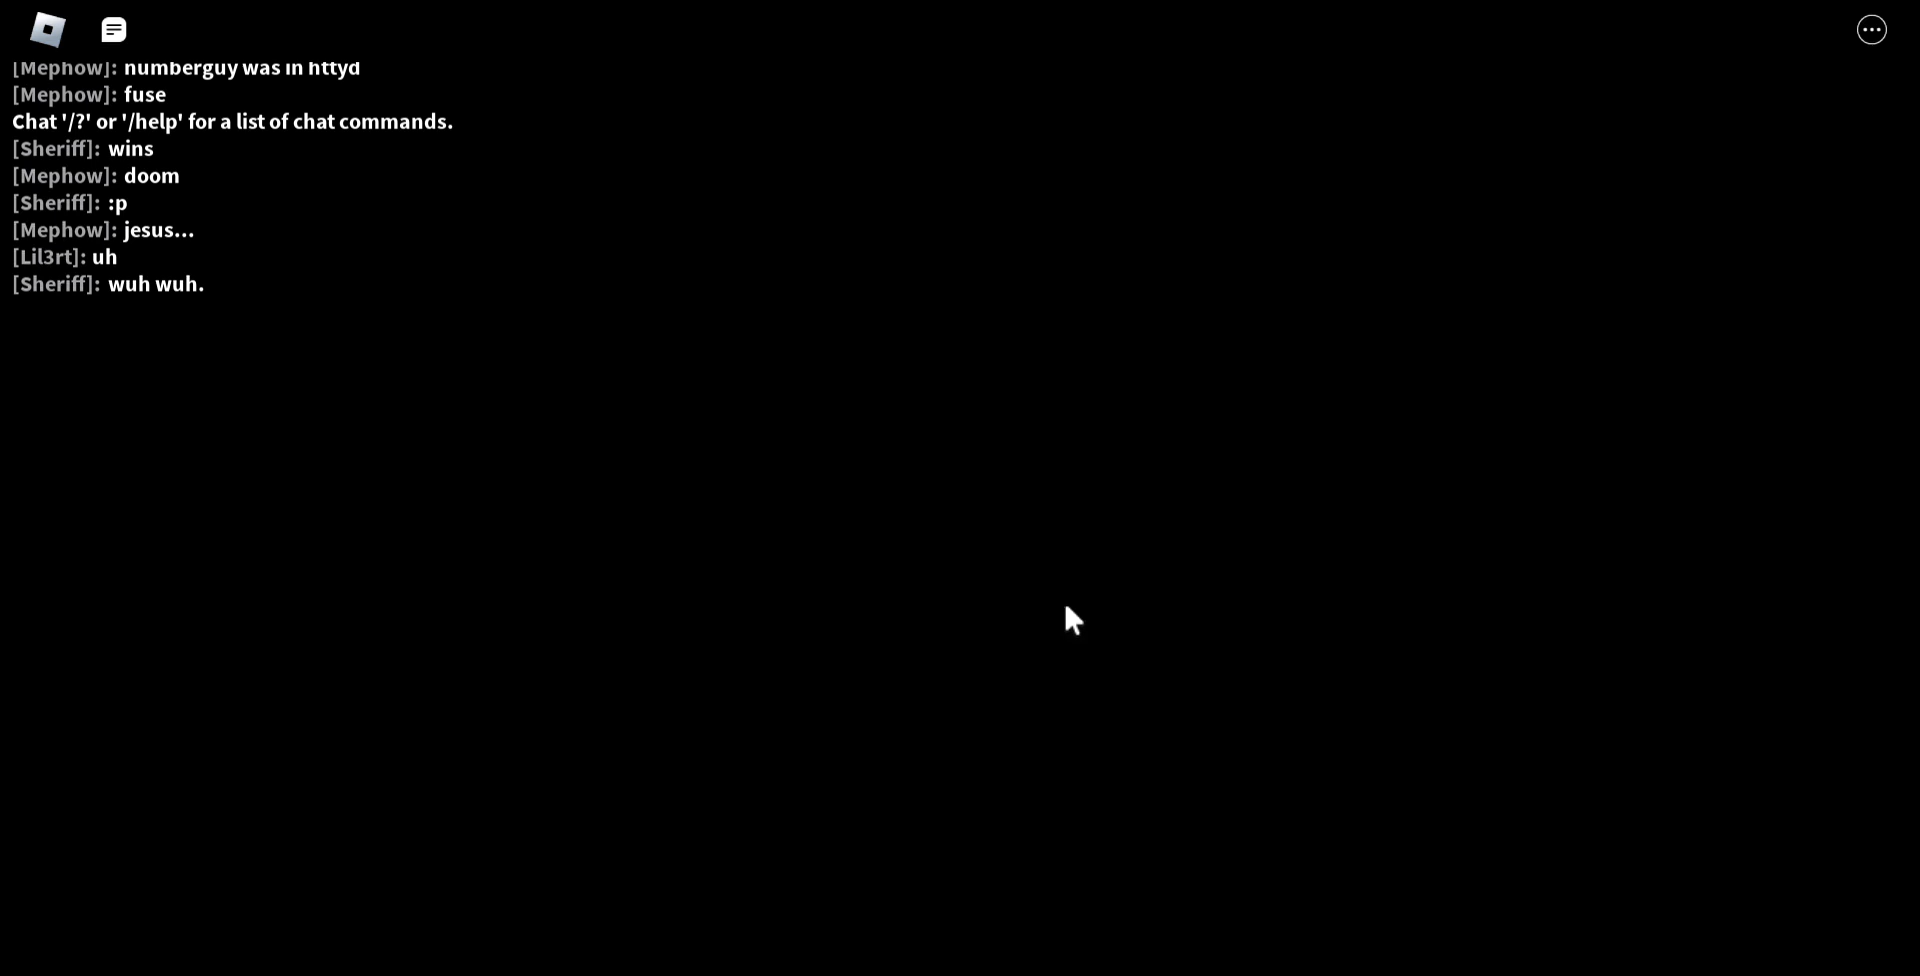 [Mephow]: numberguy was in httyd
[Mephow]: fuse
Chat '/?' or '/help' for a list of chat commands.
[Sheriff]: wins
[Mephow]: doom
[Sheriff]: :p
[Mephow]: jesus...
[Lil3rt]: uh
[Sheriff]: wuh wuh.